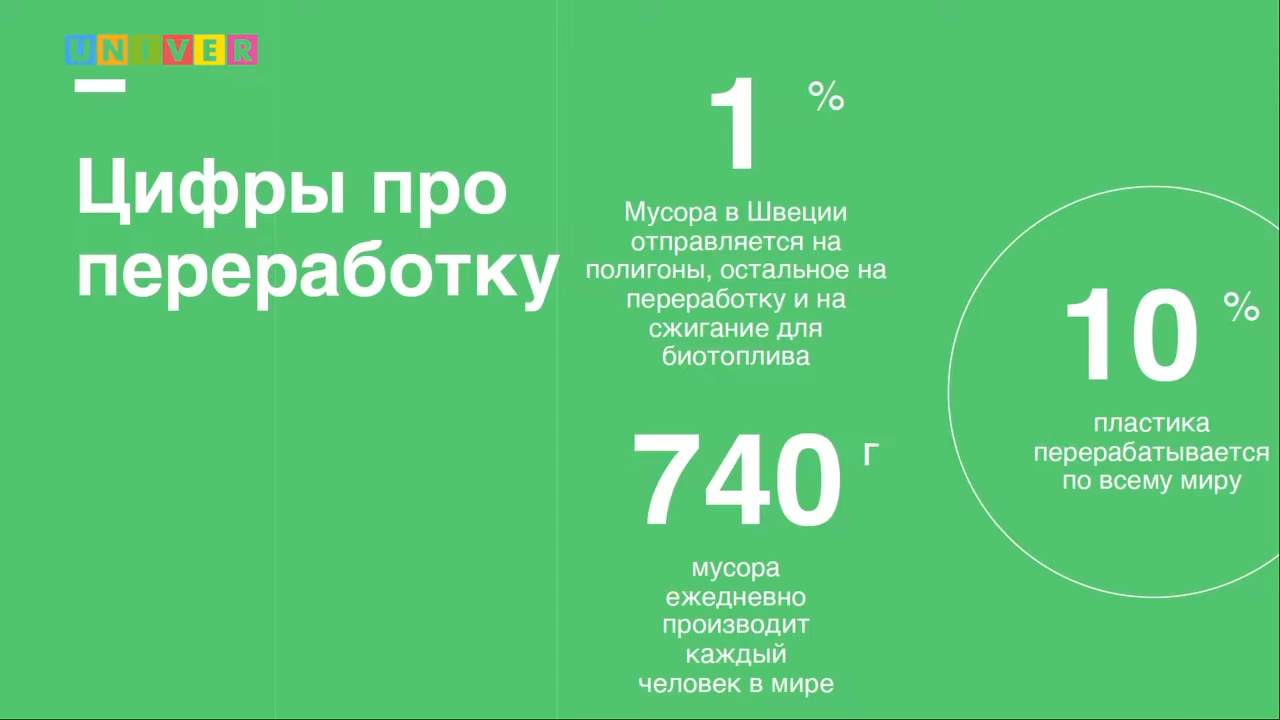 UNIVER
Цифры про
переработку
1 %
Мусора в Швеции
отправляется на
полигоны, остальное на
переработку и на
сжигание для
биотоплива
740 г
мусора
ежедневно
производит
каждый
человек в мире
10 %
пластика
перерабатывается
по всему миру